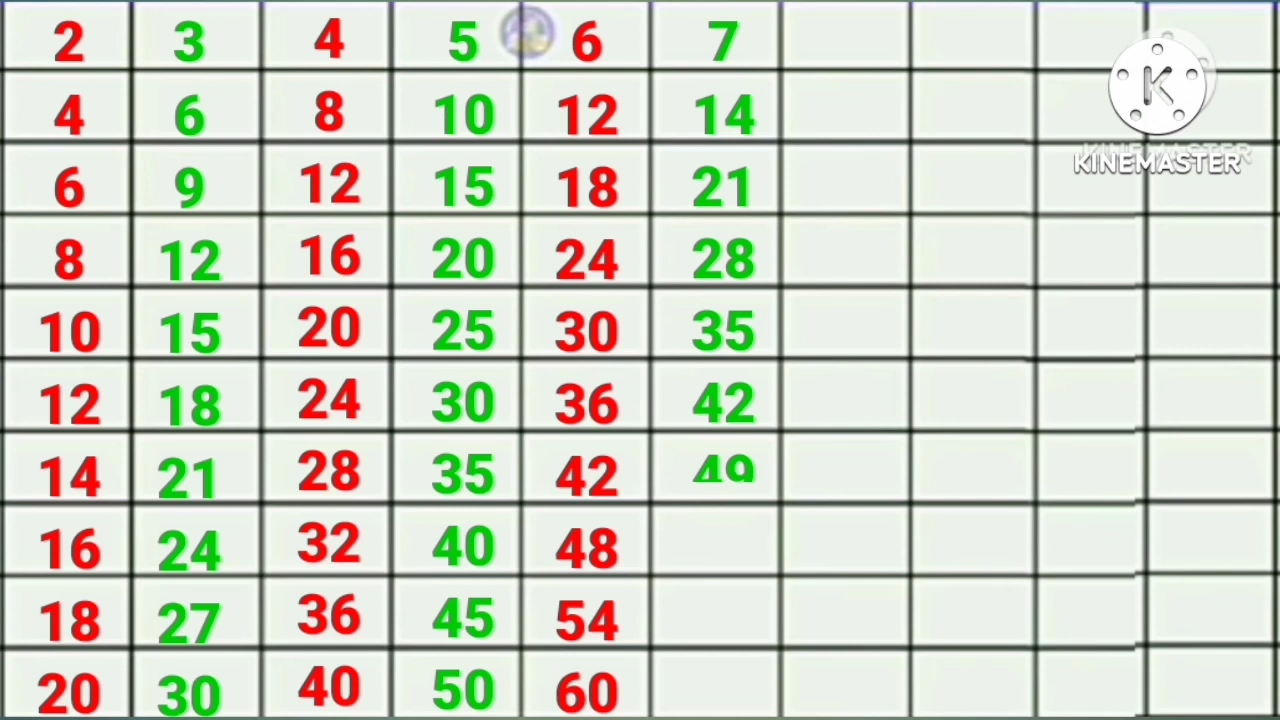 2 3 4 5 6 7
4 6 8 10 12 14
6 9 12 15 18 21
8 12 16 20 24 28
10 15 20 25 30 35
12 18 24 30 36 42
14 21 28 35 42 49
16 24 32 40 48
18 27 36 45 54
20 30 40 50 60
K
KINEMASTER